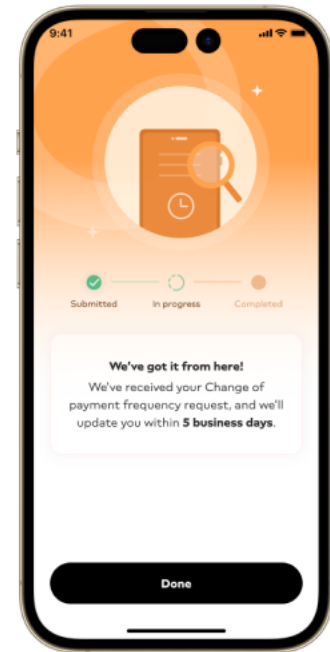 9:41
Submitted In progress Completed
We've got it from here!
We've received your Change of
payment frequency request, and we'll
update you within 5 business days.
Done